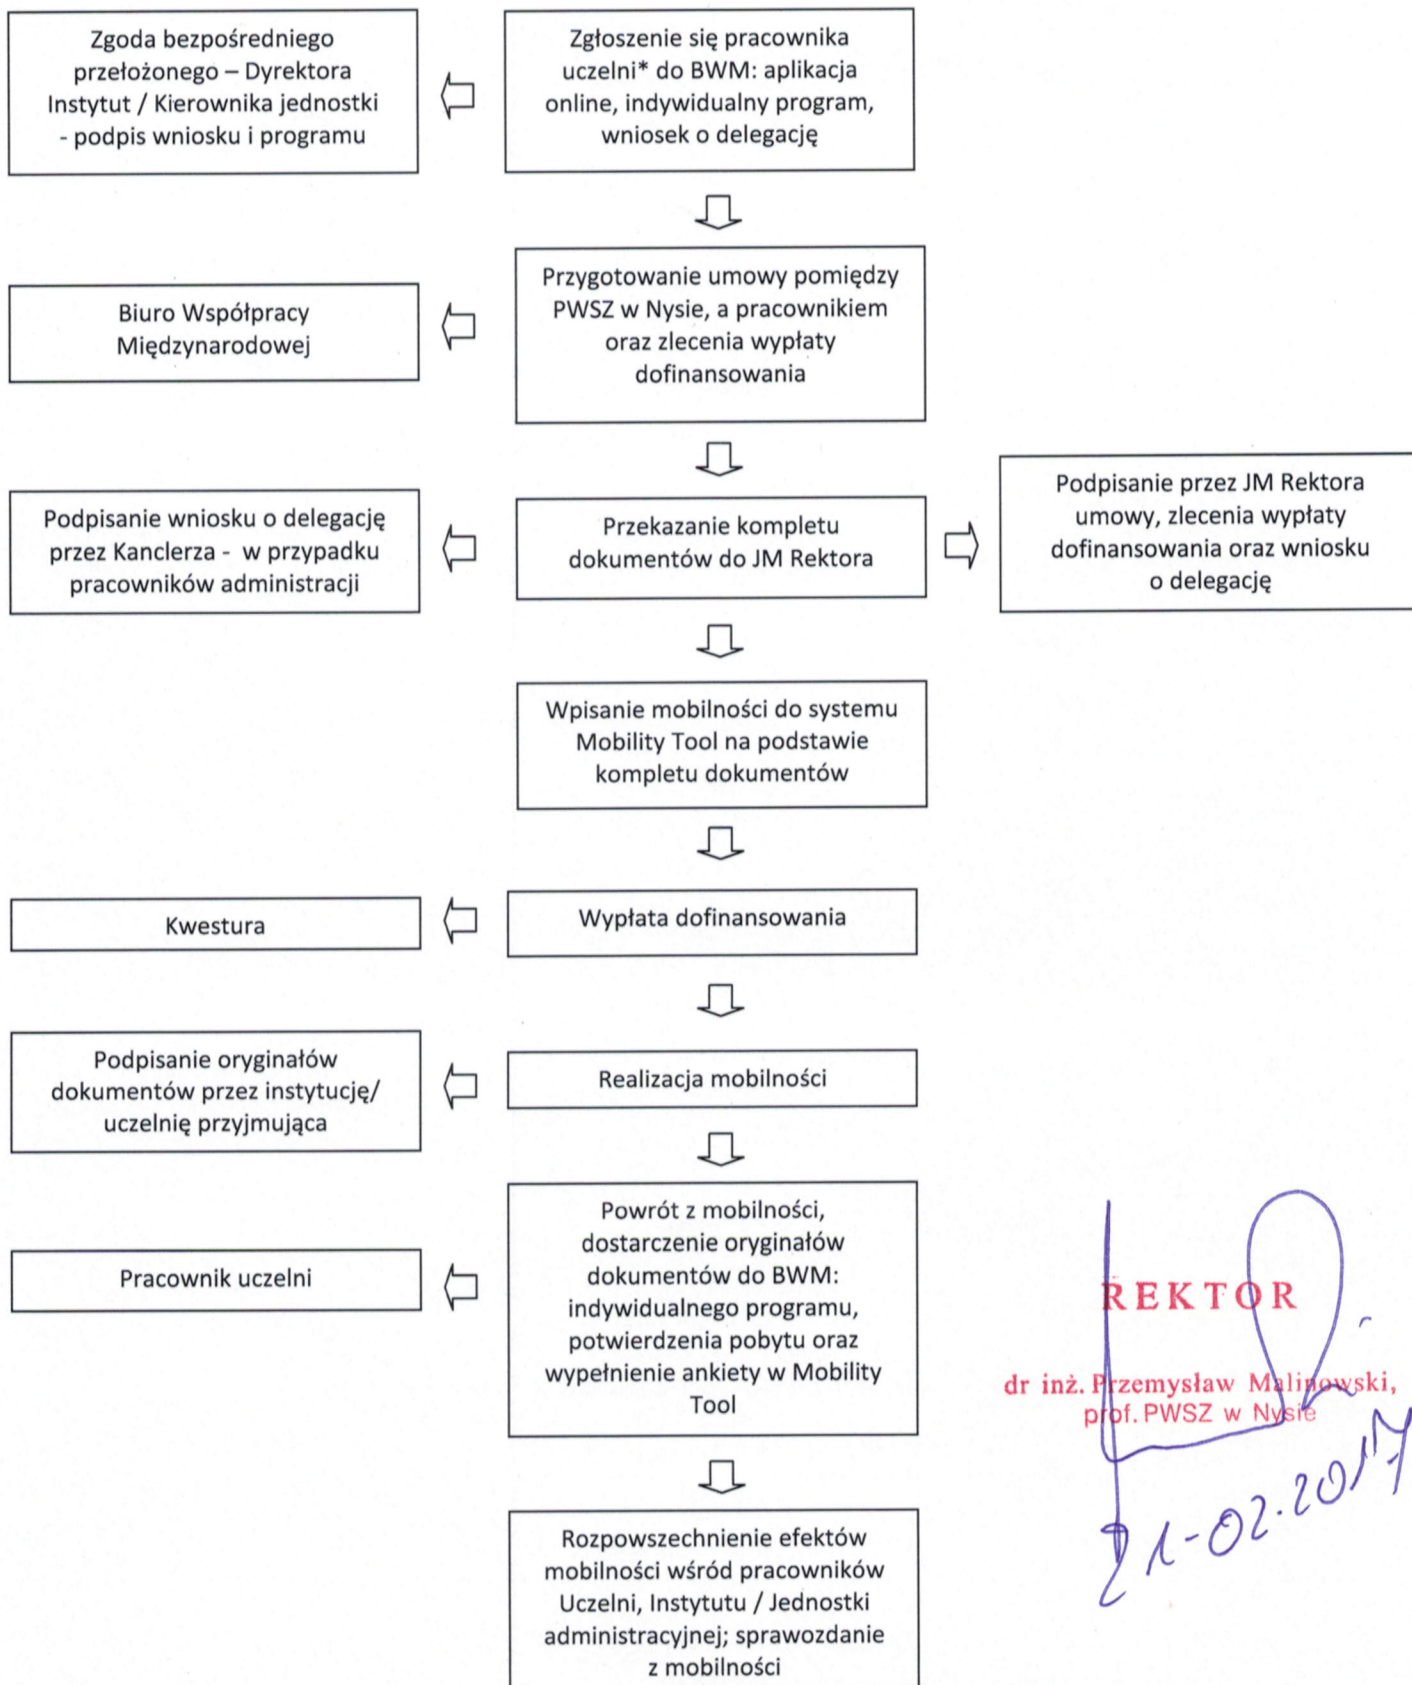 Zgoda bezpośredniego
przełożonego – Dyrektora
Instytut / Kierownika jednostki
- podpis wniosku i programu
Zgłoszenie się pracownika
uczelni* do BWM: aplikacja
online, indywidualny program,
wniosek o delegację
Biuro Współpracy
Międzynarodowej
Przygotowanie umowy pomiędzy
PWSZ w Nysie, a pracownikiem
oraz zlecenia wypłaty
dofinansowania
Podpisanie wniosku o delegację
przez Kanclerza - w przypadku
pracowników administracji
Przekazanie kompletu
dokumentów do JM Rektora
Podpisanie przez JM Rektora
umowy, zlecenia wypłaty
dofinansowania oraz wniosku
o delegację
Wpisanie mobilności do systemu
Mobility Tool na podstawie
kompletu dokumentów
Kwestura
Wypłata dofinansowania
Podpisanie oryginałów
dokumentów przez instytucję/
uczelnię przyjmująca
Realizacja mobilności
Pracownik uczelni
Powrót z mobilności,
dostarczenie oryginałów
dokumentów do BWM:
indywidualnego programu,
potwierdzenia pobytu oraz
wypełnienie ankiety w Mobility
Tool
REKTOR
dr inż. Przemysław Malinowski,
prof. PWSZ w Nysie
21-02.2017
Rozpowszechnienie efektów
mobilności wśród pracowników
Uczelni, Instytutu / Jednostki
administracyjnej; sprawozdanie
z mobilności